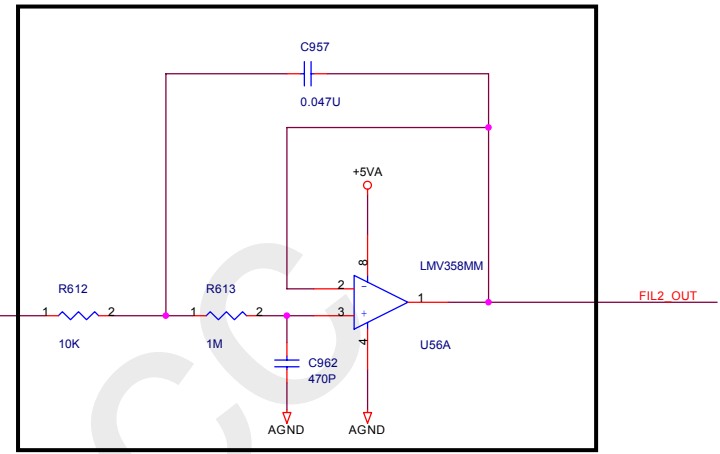 C957
0.047U
+5VA
8
LMV358MM
2
−
1
FIL2_OUT
R612
R613
1
2
1
2
3
+
10K
1M
4
U56A
C962
470P
AGND
AGND
CC